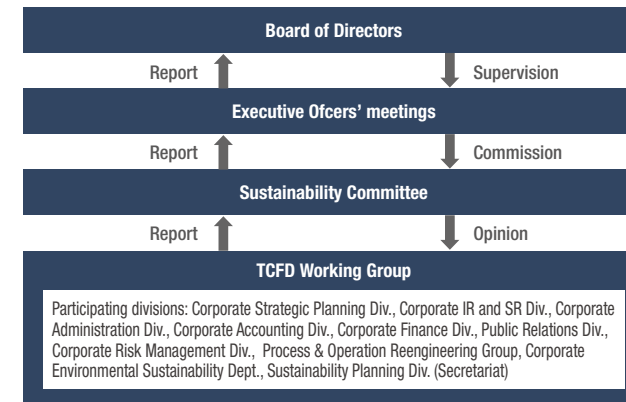 Board of Directors
Report Supervision
Executive Ofcers’ meetings
Report Commission
Sustainability Committee
Report Opinion
TCFD Working Group
Participating divisions: Corporate Strategic Planning Div., Corporate IR and SR Div., Corporate
Administration Div., Corporate Accounting Div., Corporate Finance Div., Public Relations Div.,
Corporate Risk Management Div., Process & Operation Reengineering Group, Corporate
Environmental Sustainability Dept., Sustainability Planning Div. (Secretariat)